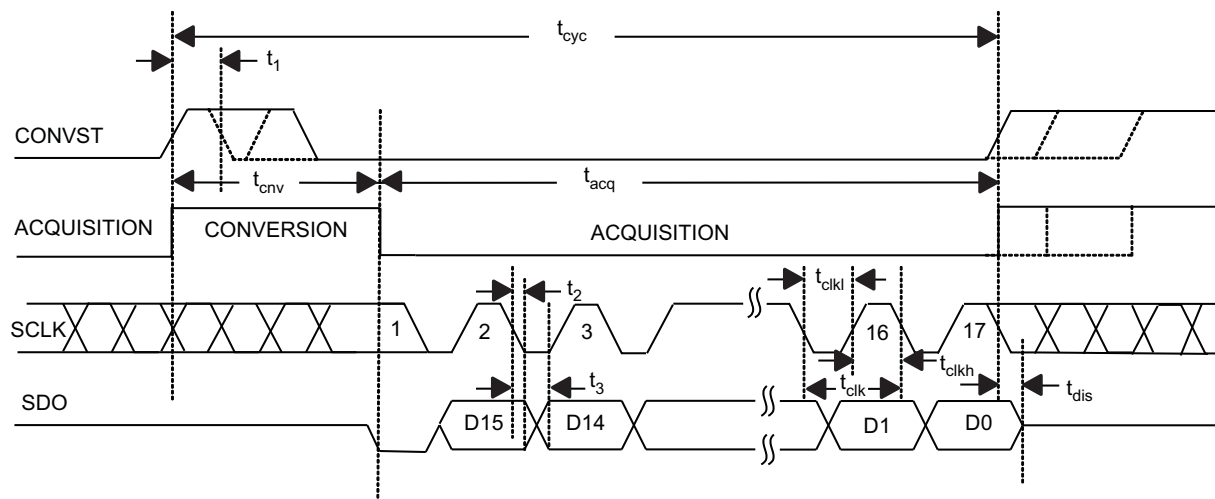 t_cyc
t_1
CONVST
t_cnv
t_acq
ACQUISITION
CONVERSION
ACQUISITION
SCLK
1
2
t_2
3
t_clkl
16
17
t_clkh
SDO
t_3
t_clk
t_dis
D15
D14
D1
D0